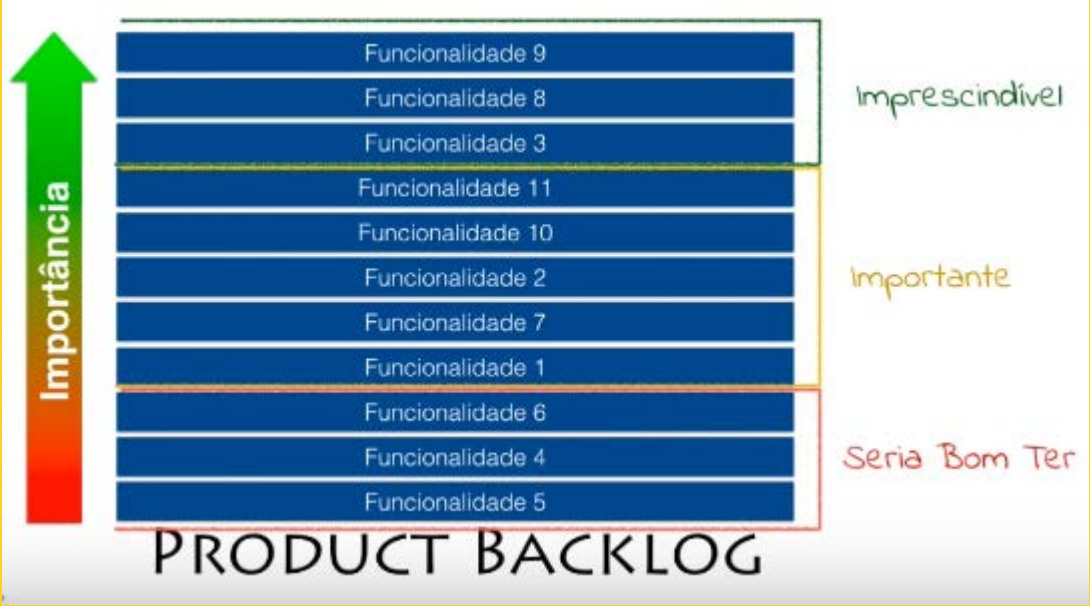 Importância
Funcionalidade 9
Funcionalidade 8
Funcionalidade 3
Imprescindível
Funcionalidade 11
Funcionalidade 10
Funcionalidade 2
Funcionalidade 7
Funcionalidade 1
Importante
Funcionalidade 6
Funcionalidade 4
Funcionalidade 5
Seria Bom Ter
PRODUCT BACKLOG